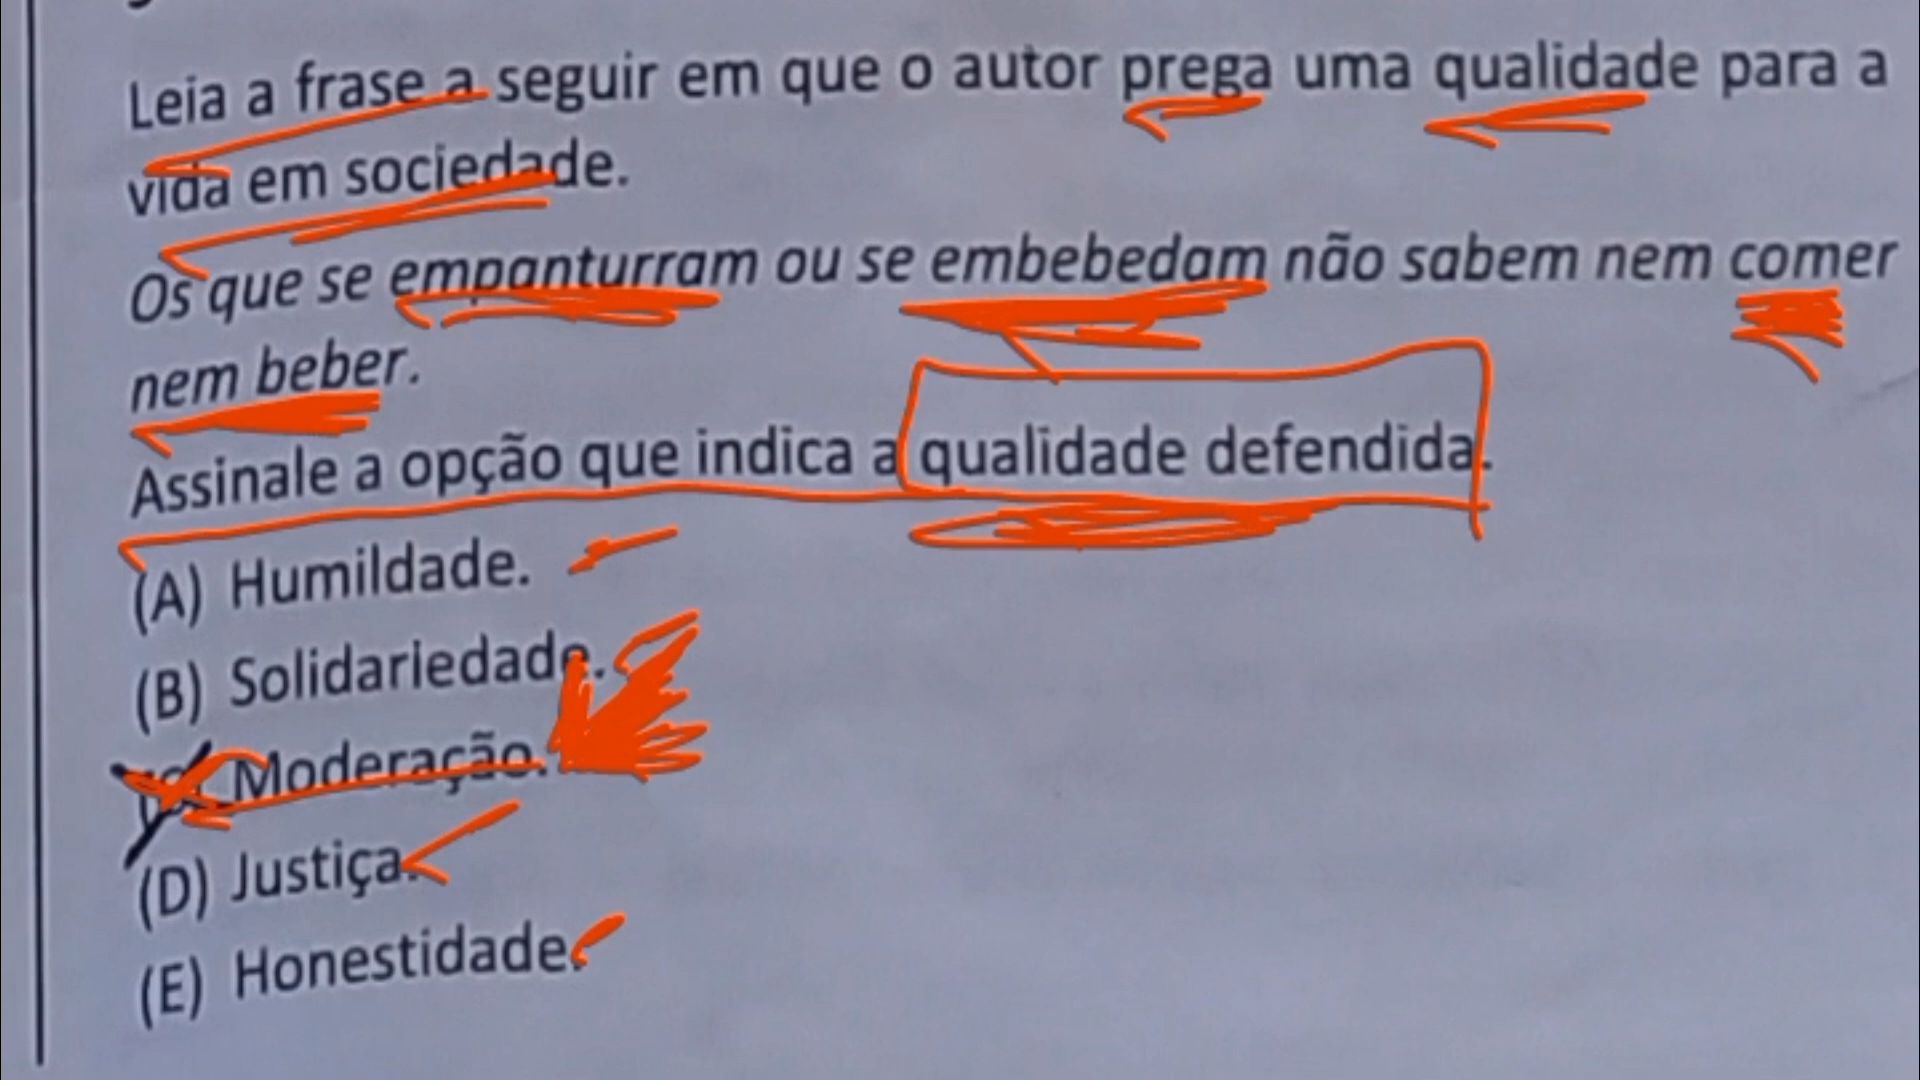 Leia a frase a seguir em que o autor prega uma qualidade para a
vida em sociedade.
Os que se empanturram ou se embebedam não sabem nem comer
nem beber.
Assinale a opção que indica a qualidade defendida.
(A) Humildade.
(B) Solidariedade.
Moderação.
(D) Justiça.
(E) Honestidade.